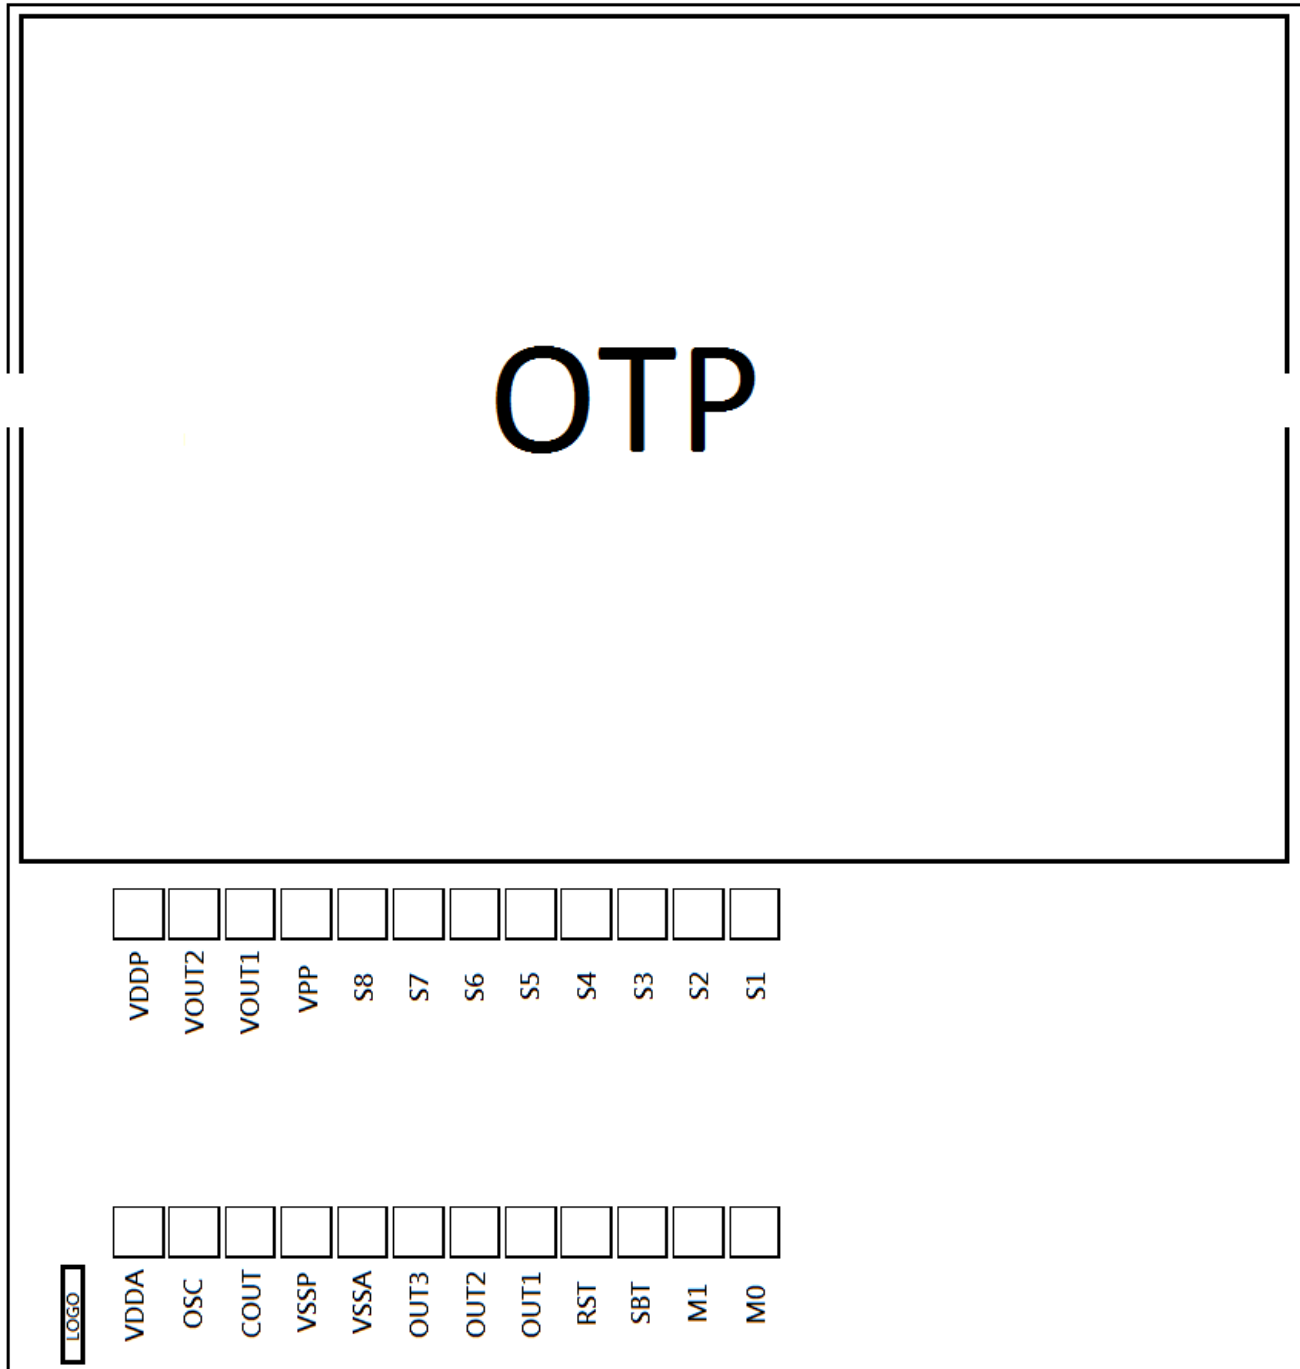 OTP
VDDP VOUT2 VOUT1 VPP S8 S7 S6 S5 S4 S3 S2 S1
VDDA OSC COUT VSSP VSSA OUT3 OUT2 OUT1 RST SBT M1 M0
LOGO